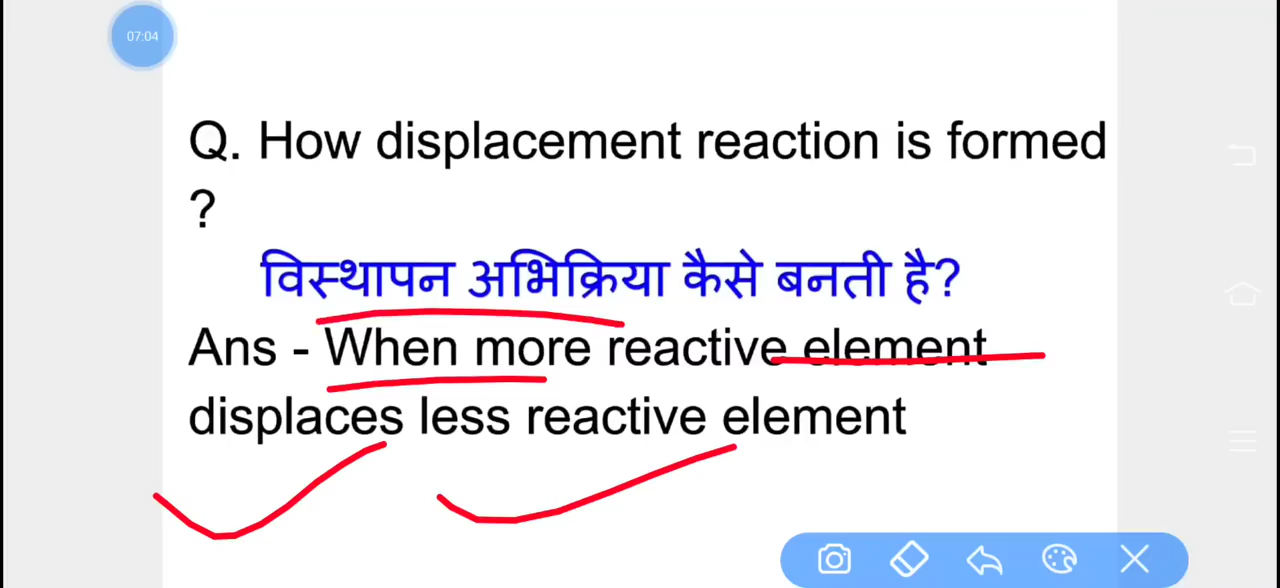 07:04
Q. How displacement reaction is formed
?
विस्थापन अभिक्रिया कैसे बनती है?
Ans - When more reactive element
displaces less reactive element